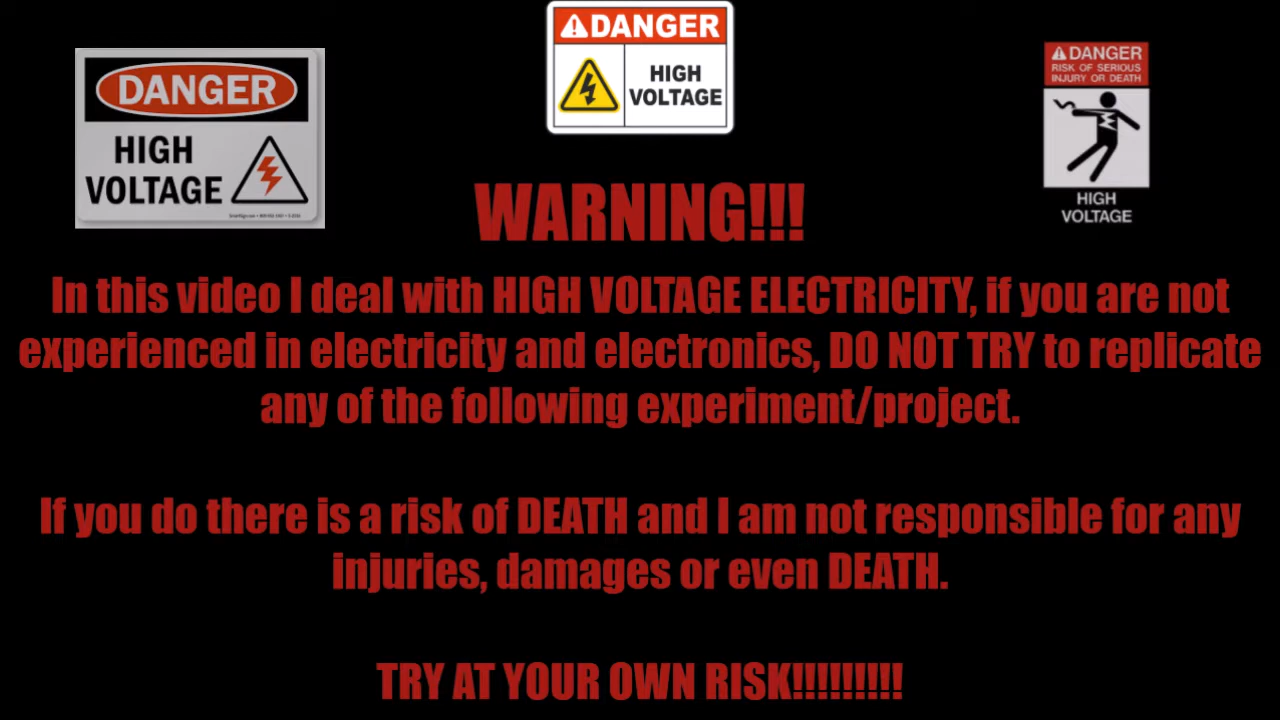 DANGER
HIGH
VOLTAGE
DANGER
HIGH
VOLTAGE
DANGER
RISK OF SERIOUS
INJURY OR DEATH
HIGH
VOLTAGE
WARNING!!!
In this video I deal with HIGH VOLTAGE ELECTRICITY, if you are not
experienced in electricity and electronics, DO NOT TRY to replicate
any of the following experiment/project.
If you do there is a risk of DEATH and I am not responsible for any
injuries, damages or even DEATH.
TRY AT YOUR OWN RISK!!!!!!!!!